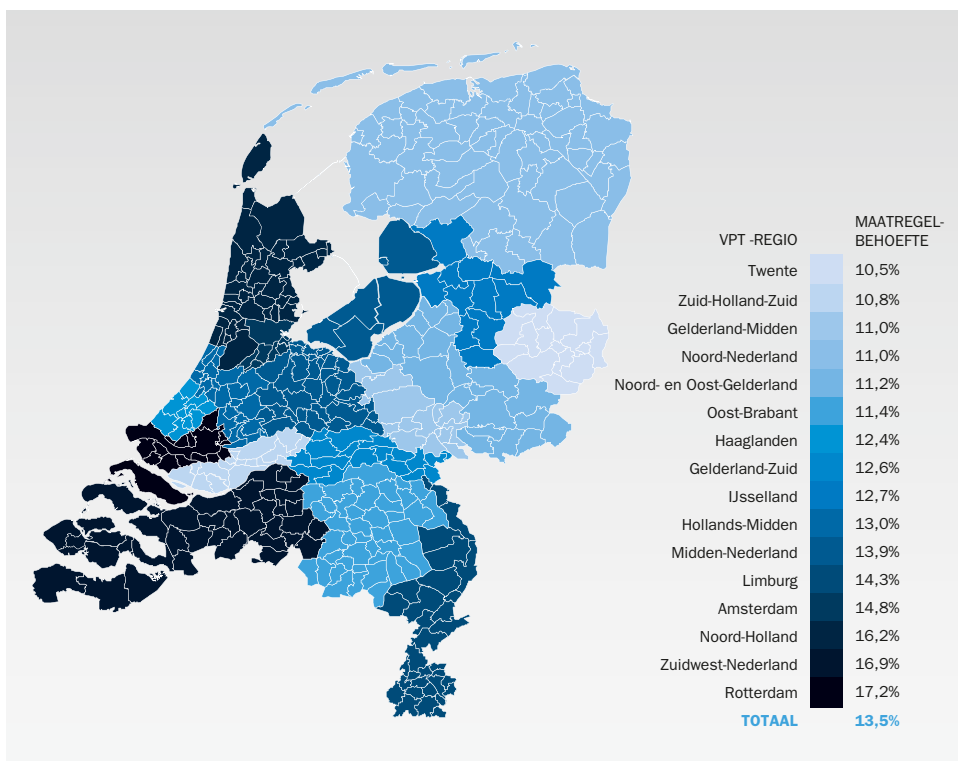 VPT -REGIO
MAATREGEL-
BEHOEFTE
Twente 10,5%
Zuid-Holland-Zuid 10,8%
Gelderland-Midden 11,0%
Noord-Nederland 11,0%
Noord- en Oost-Gelderland 11,2%
Oost-Brabant 11,4%
Haaglanden 12,4%
Gelderland-Zuid 12,6%
IJsselland 12,7%
Hollands-Midden 13,0%
Midden-Nederland 13,9%
Limburg 14,3%
Amsterdam 14,8%
Noord-Holland 16,2%
Zuidwest-Nederland 16,9%
Rotterdam 17,2%
TOTAAL 13,5%